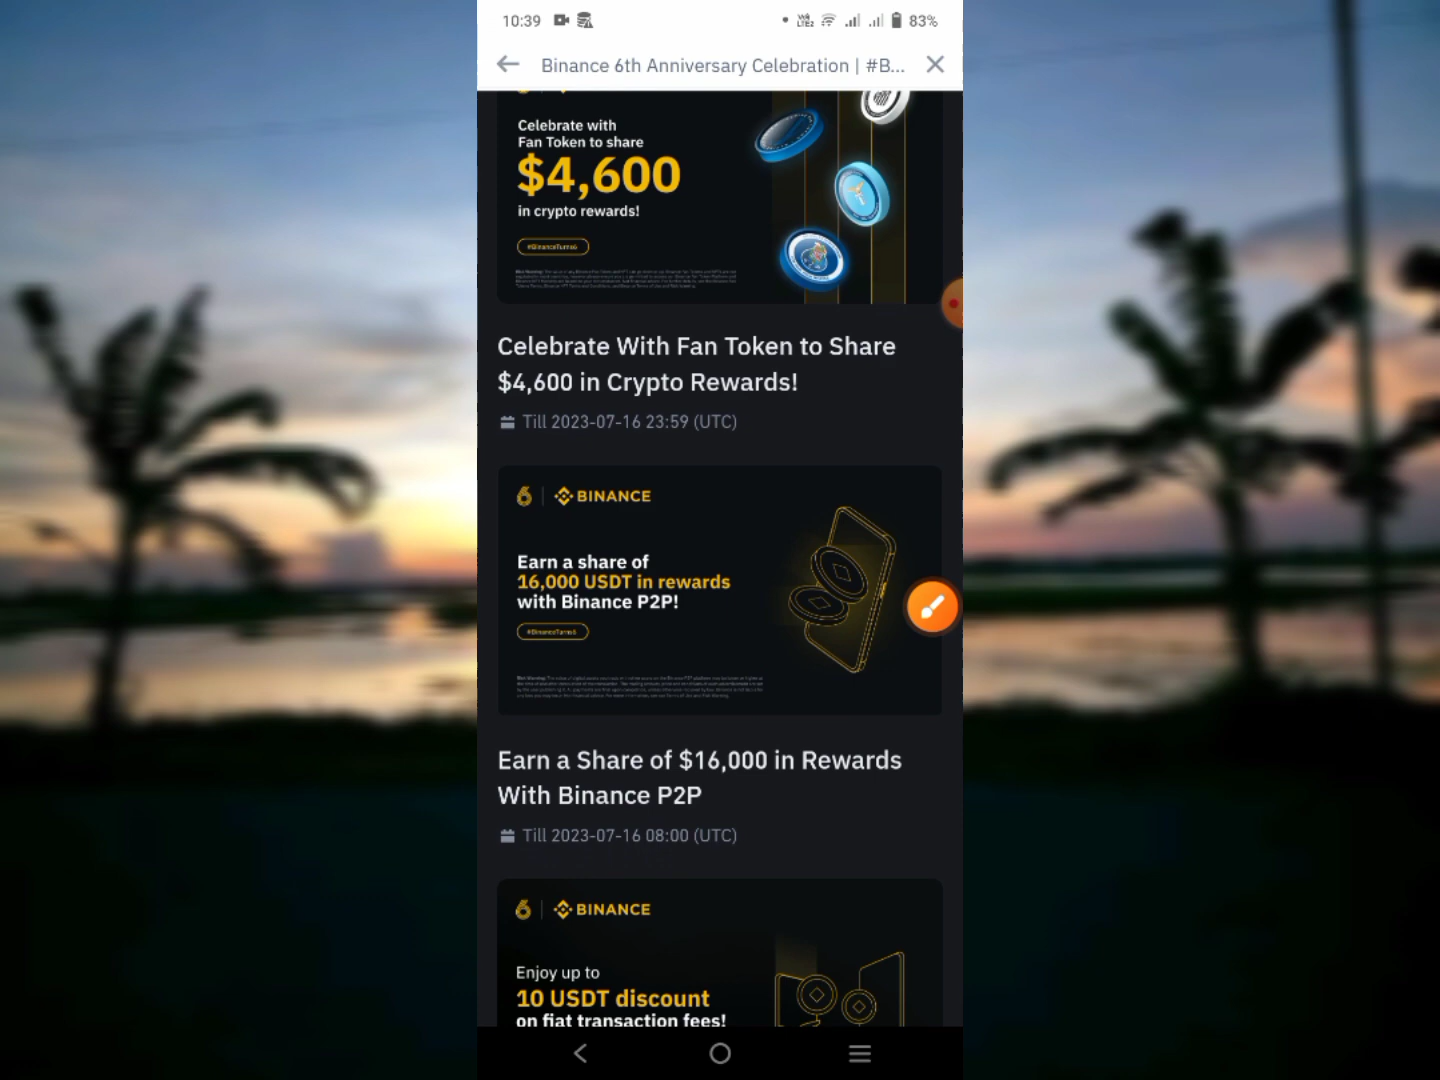 10:39
83%
Binance 6th Anniversary Celebration | #B...
Celebrate with
Fan Token to share
$4,600
in crypto rewards!
#BinanceTurns6
Celebrate With Fan Token to Share
$4,600 in Crypto Rewards!
Till 2023-07-16 23:59 (UTC)
6 | BINANCE
Earn a share of
16,000 USDT in rewards
with Binance P2P!
#BinanceTurns6
Earn a Share of $16,000 in Rewards
With Binance P2P
Till 2023-07-16 08:00 (UTC)
6 | BINANCE
Enjoy up to
10 USDT discount
on fiat transaction fees!